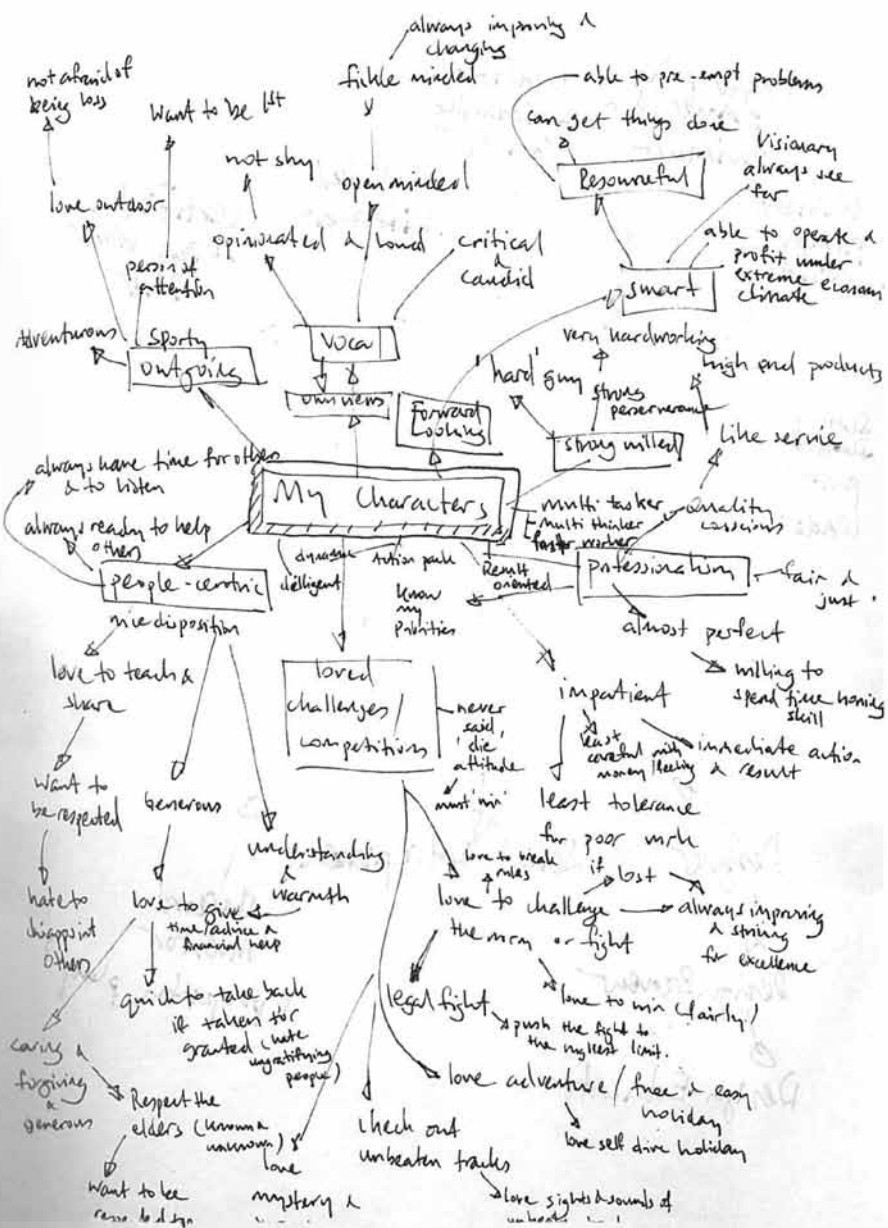 always improving &
changing
fickle minded
not afraid of
being loss
want to be 1st
able to pre-empt problems
can get things done
not shy
open minded
Resourceful
Visionary
always see
far
love outdoor
opinionated & loud
critical
&
candid
able to operate &
profit under
extreme econom
climate
person of
attention
smart
Adventurous
Sporty
outgoing
vocal
very hardworking
'hard' guy
high end products
own views
Forward
Looking
strong
perserverance
strong willed
like service
always have time for others
& to listen
My Characters
multi tasker
multi thinker
faster worker
Quality
conscious
always ready to help
others
dynamic
Action pack
Result
oriented
professionalism
fair &
just
people-centric
delligent
know
my
Priorities
nice disposition
almost perfect
love to teach &
share
loved
challenges /
competitions
willing to
spend time honing
skill
impatient
never
said,
'die
attitude
least
careful with
money/feeling
immediate action
& result
want to
be respected
Generous
must 'win'
least tolerance
for poor wrk
understanding
&
warmth
love to break
rules
if lost
hate to
disappoint
others
love to give
time/advice &
financial help
love to challenge
the nrm or fight
always improving
& striving
for excellence
quick to take back
if taken for
granted (hate
ungratifying
people)
legal fight
love to win (fairly)
push the fight to
the highest limit.
caring &
forgiving
&
generous
love adventure / free & easy
holiday
Respect the
elders (known &
unknown)
check out
unbeaten tracks
love self drive holiday
love
mystery &
want to be
love sights & sounds of